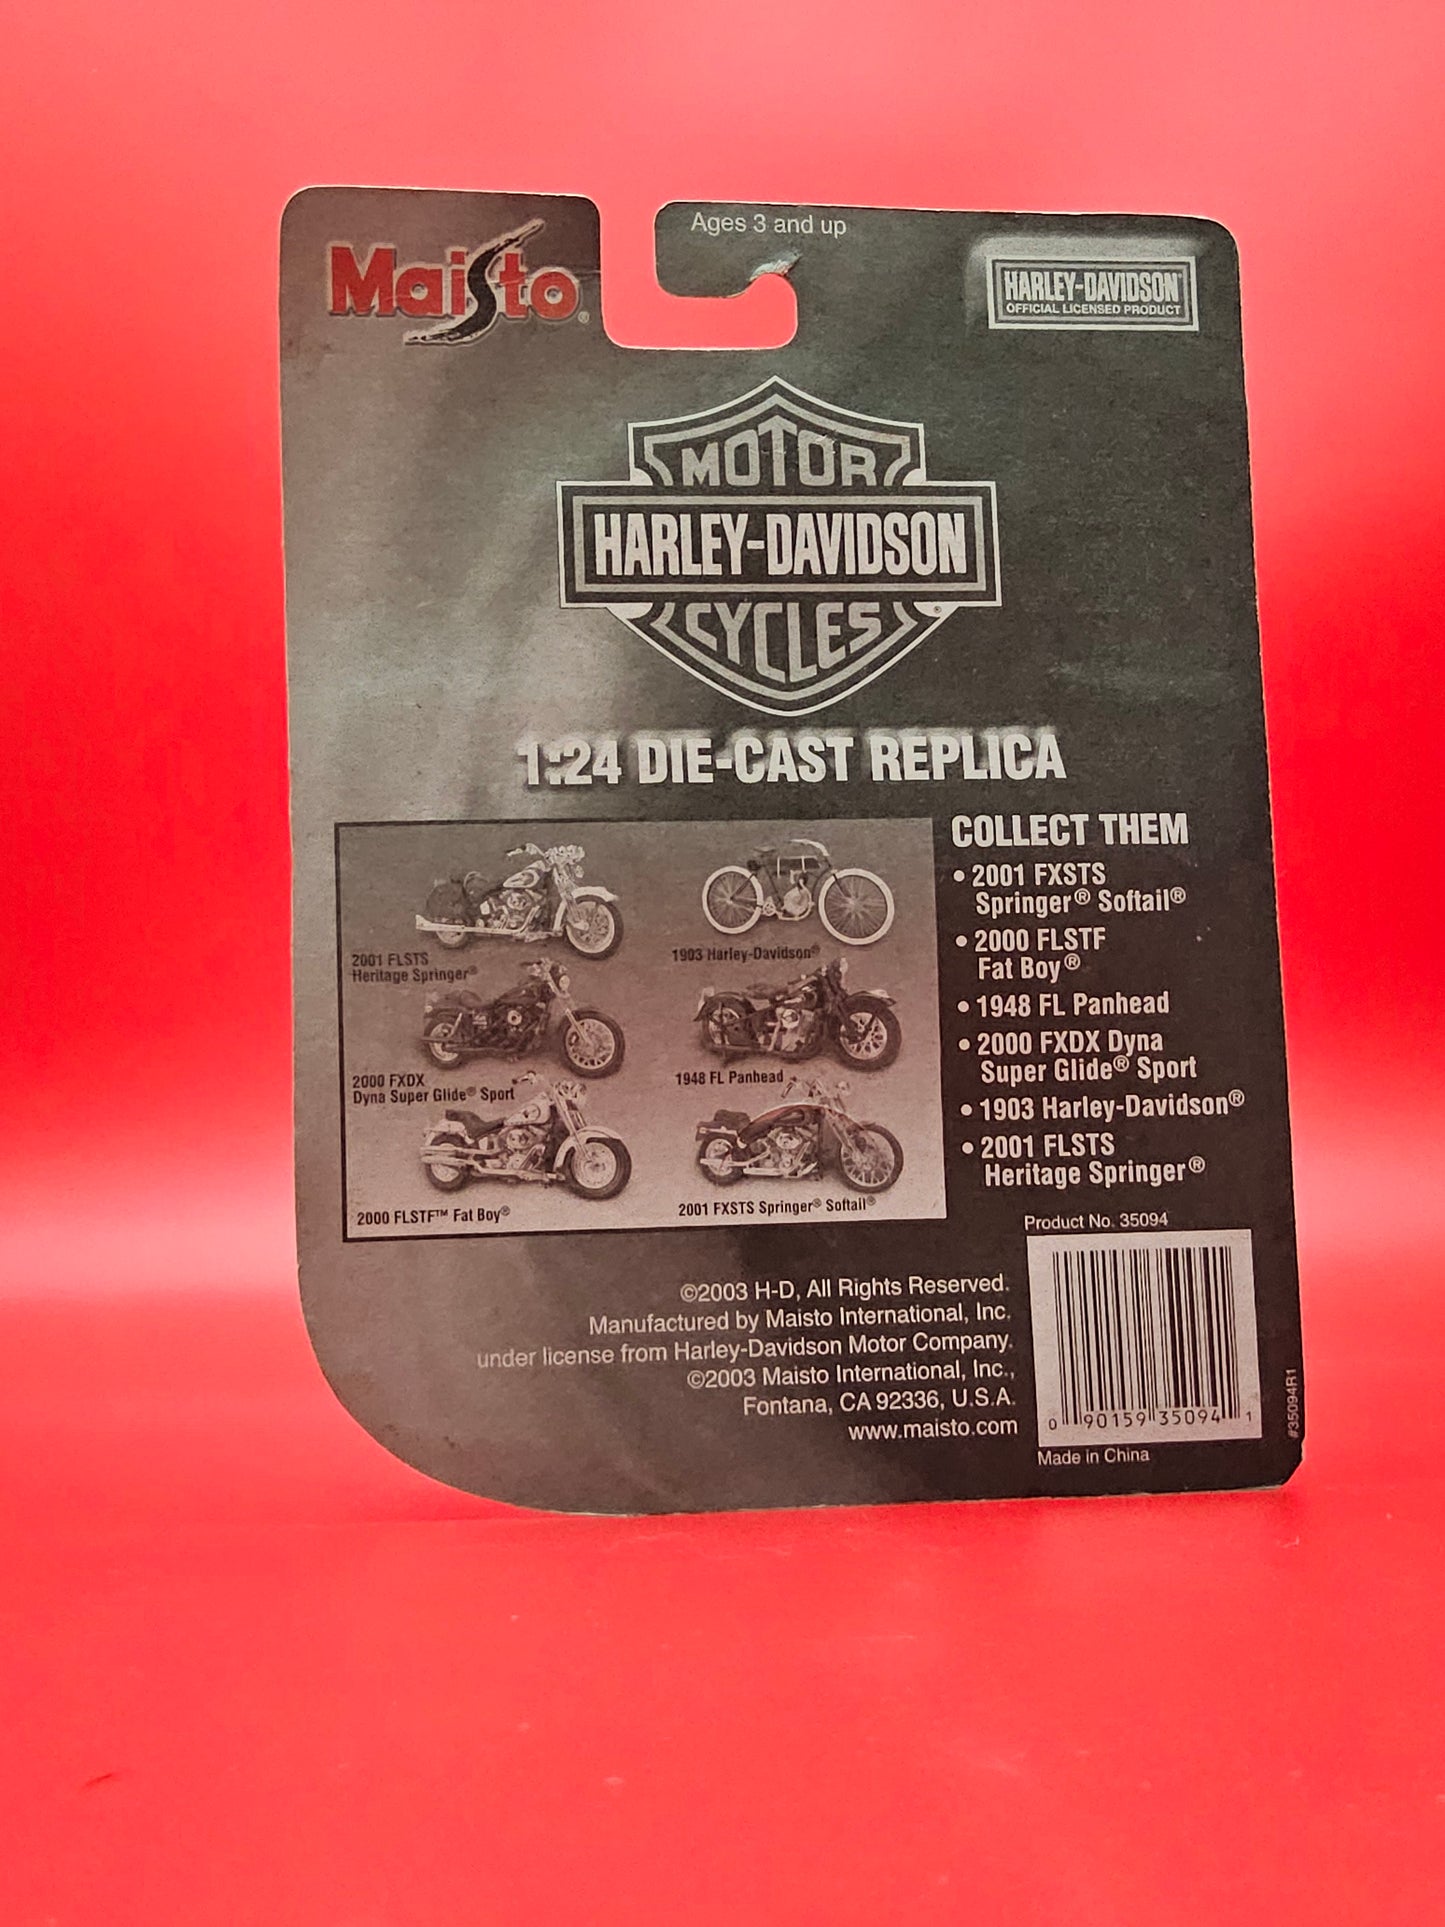 Maisto®
Ages 3 and up
HARLEY-DAVIDSON®
OFFICIAL LICENSED PRODUCT
MOTOR
HARLEY-DAVIDSON
CYCLES®
1:24 DIE-CAST REPLICA
2001 FLSTS
Heritage Springer®
1903 Harley-Davidson®
2000 FXDX
Dyna Super Glide® Sport
1948 FL Panhead
2000 FLSTF™ Fat Boy®
2001 FXSTS Springer® Softail®
COLLECT THEM
• 2001 FXSTS
Springer® Softail®
• 2000 FLSTF
Fat Boy®
• 1948 FL Panhead
• 2000 FXDX Dyna
Super Glide® Sport
• 1903 Harley-Davidson®
• 2001 FLSTS
Heritage Springer®
Product No. 35094
©2003 H-D, All Rights Reserved.
Manufactured by Maisto International, Inc.
under license from Harley-Davidson Motor Company.
©2003 Maisto International, Inc.,
Fontana, CA 92336, U.S.A.
www.maisto.com
0 90159 35094 1
Made in China
#35094R1